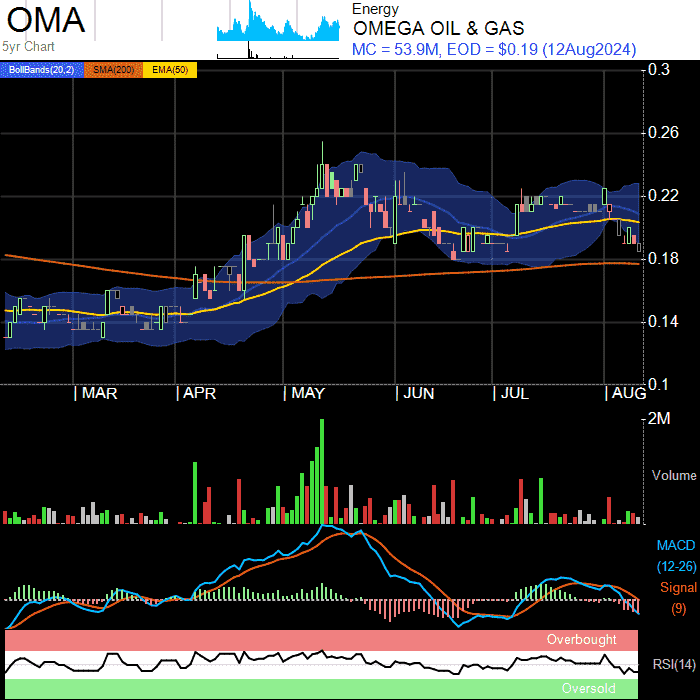 OMA
5yr Chart
Energy
OMEGA OIL & GAS
MC = 53.9M, EOD = $0.19 (12Aug2024)
BollBands(20,2) SMA(200) EMA(50)
0.3
0.26
0.22
0.18
0.14
0.1
| MAR | APR | MAY | JUN | JUL | AUG
2M
Volume
MACD
(12-26)
Signal
(9)
Overbought
RSI(14)
Oversold